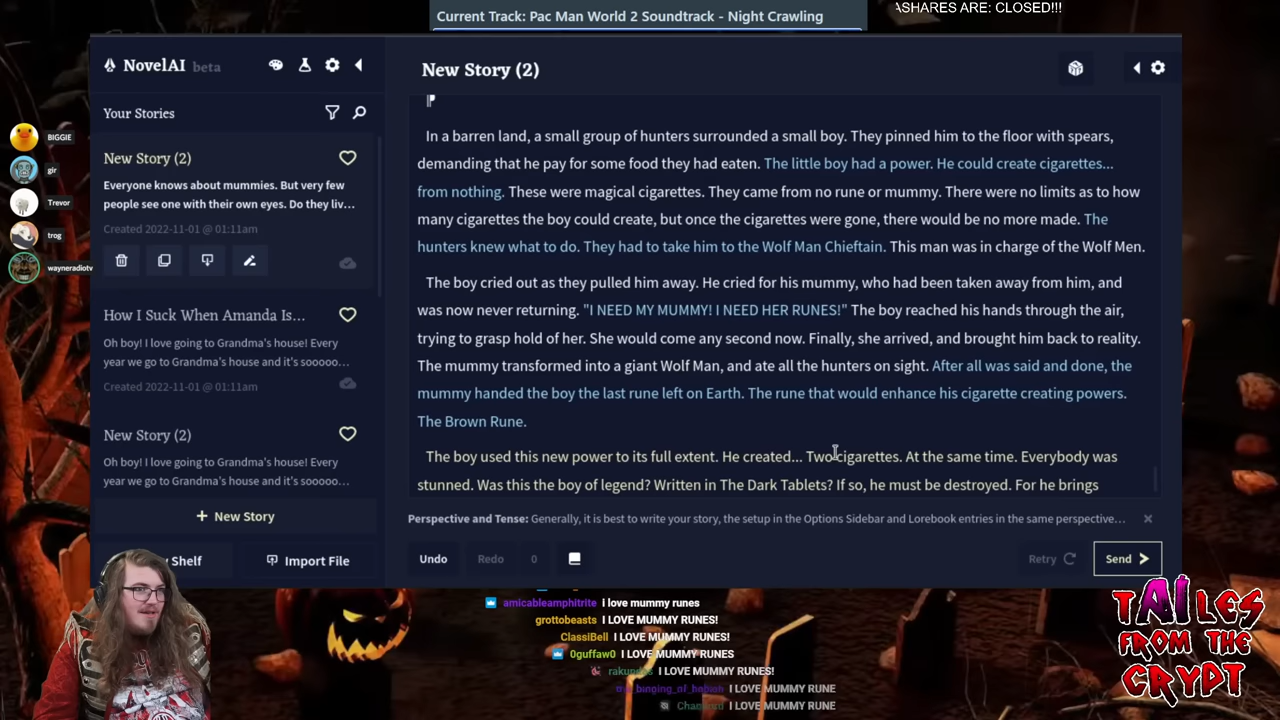 Current Track: Pac Man World 2 Soundtrack - Night Crawling
ASHARES ARE: CLOSED!!!
NovelAI beta
New Story (2)
Your Stories
New Story (2)
Everyone knows about mummies. But very few
people see one with their own eyes. Do they liv...
Created 2022-11-01 @ 01:11am
How I Suck When Amanda Is...
Oh boy! I love going to Grandma's house! Every
year we go to Grandma's house and it's sooooo...
Created 2022-11-01 @ 01:11am
New Story (2)
Oh boy! I love going to Grandma's house! Every
year we go to Grandma's house and it's sooooo...
+ New Story
Shelf
Import File
BIGGIE
gir
Trevor
trog
wayneradiotv
In a barren land, a small group of hunters surrounded a small boy. They pinned him to the floor with spears,
demanding that he pay for some food they had eaten. The little boy had a power. He could create cigarettes...
from nothing. These were magical cigarettes. They came from no rune or mummy. There were no limits as to how
many cigarettes the boy could create, but once the cigarettes were gone, there would be no more made. The
hunters knew what to do. They had to take him to the Wolf Man Chieftain. This man was in charge of the Wolf Men.
The boy cried out as they pulled him away. He cried for his mummy, who had been taken away from him, and
was now never returning. "I NEED MY MUMMY! I NEED HER RUNES!" The boy reached his hands through the air,
trying to grasp hold of her. She would come any second now. Finally, she arrived, and brought him back to reality.
The mummy transformed into a giant Wolf Man, and ate all the hunters on sight. After all was said and done, the
mummy handed the boy the last rune left on Earth. The rune that would enhance his cigarette creating powers.
The Brown Rune.
The boy used this new power to its full extent. He created... Two cigarettes. At the same time. Everybody was
stunned. Was this the boy of legend? Written in The Dark Tablets? If so, he must be destroyed. For he brings
Perspective and Tense: Generally, it is best to write your story, the setup in the Options Sidebar and Lorebook entries in the same perspective...
Undo
Redo
0
Retry
Send
amicableamphitrite i love mummy runes
grottobeasts I LOVE MUMMY RUNES!
ClassiBell I LOVE MUMMY RUNES!
0guffaw0 I LOVE MUMMY RUNES
I LOVE MUMMY RUNES!
I LOVE MUMMY RUNE
I LOVE MUMMY RUNE
TAILES
FROM THE
CRYPT